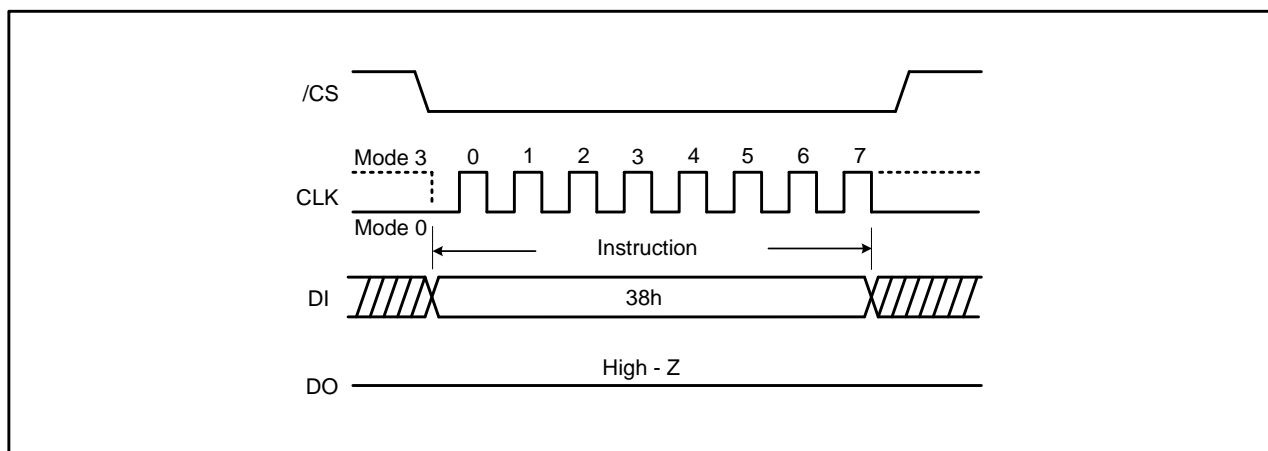 /CS
Mode 3 0 1 2 3 4 5 6 7
CLK
Mode 0
Instruction
DI 38h
High - Z
DO